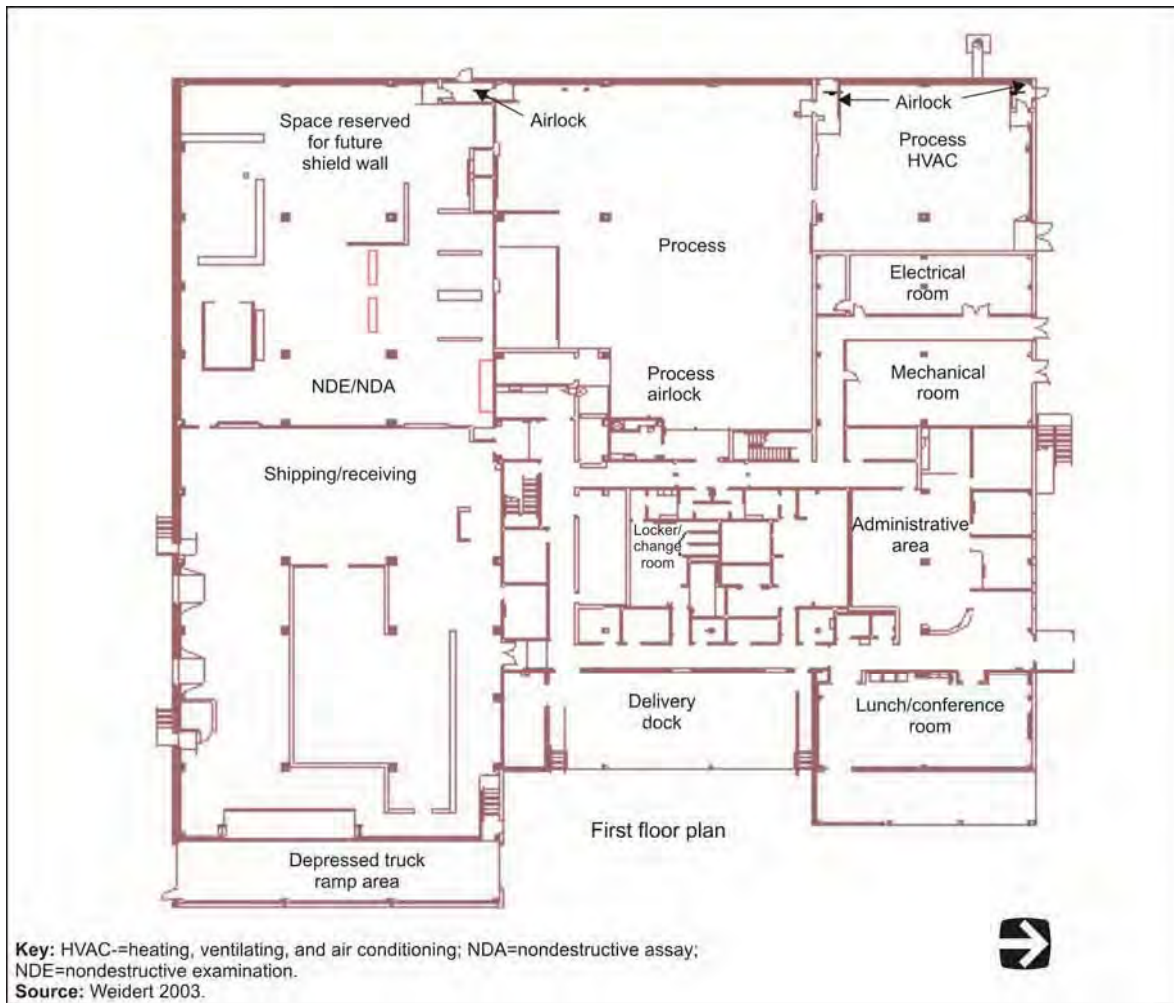 Space reserved
for future
shield wall
Airlock
Airlock
Process
HVAC
Process
Electrical
room
Process
airlock
Mechanical
room
NDE/NDA
Shipping/receiving
Locker/
change
room
Administrative
area
Delivery
dock
Lunch/conference
room
First floor plan
Depressed truck
ramp area
Key: HVAC-=heating, ventilating, and air conditioning; NDA=nondestructive assay;
NDE=nondestructive examination.
Source: Weidert 2003.